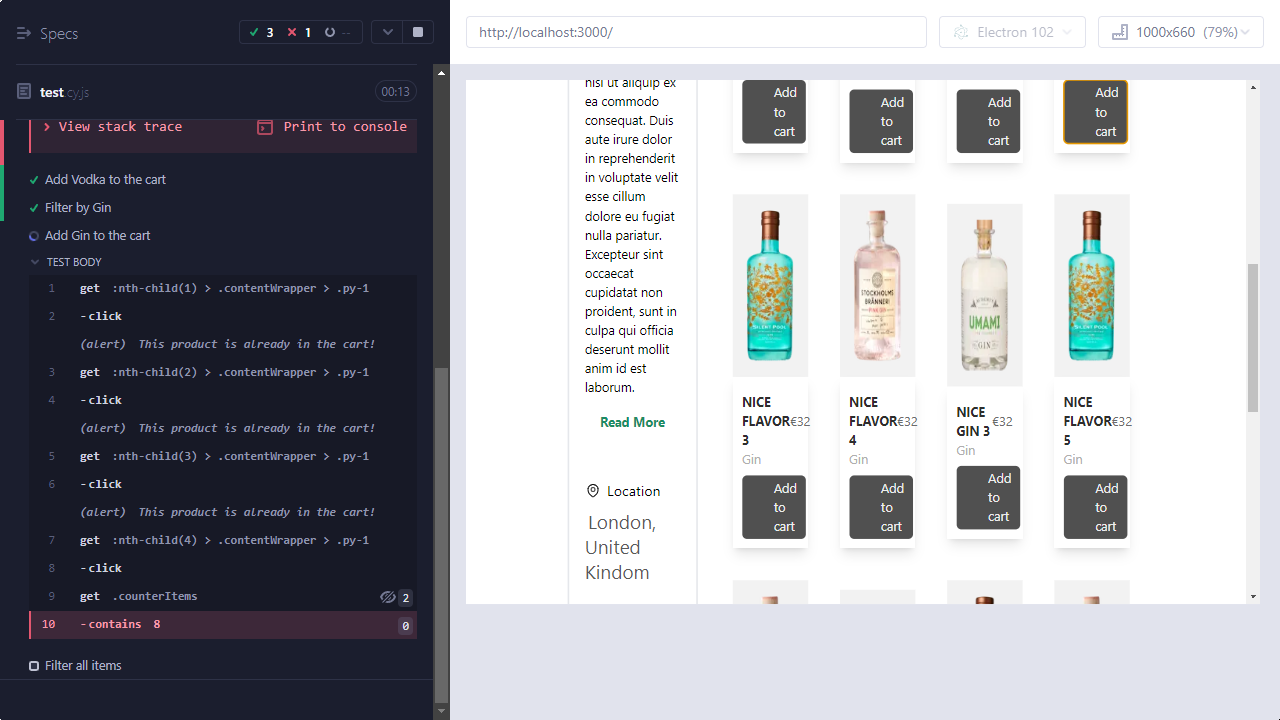 Specs
3
1
--
http://localhost:3000/
Electron 102
1000x660 (79%)
test cy.js
00:13
View stack trace
Print to console
Add Vodka to the cart
Filter by Gin
Add Gin to the cart
TEST BODY
1 get :nth-child(1) > .contentWrapper > .py-1
2 -click
(alert) This product is already in the cart!
3 get :nth-child(2) > .contentWrapper > .py-1
4 -click
(alert) This product is already in the cart!
5 get :nth-child(3) > .contentWrapper > .py-1
6 -click
(alert) This product is already in the cart!
7 get :nth-child(4) > .contentWrapper > .py-1
8 -click
9 get .counterItems 2
10 -contains 8 0
Filter all items
nisi ut aliquip ex
ea commodo
consequat. Duis
aute irure dolor
in reprehenderit
in voluptate velit
esse cillum
dolore eu fugiat
nulla pariatur.
Excepteur sint
occaecat
cupidatat non
proident, sunt in
culpa qui officia
deserunt mollit
anim id est
laborum.
Read More
Location
London,
United
Kindom
Add
to
cart
Add
to
cart
Add
to
cart
Add
to
cart
SILENT POOL
STOCKHOLMS
BRÄNNERI
PINK GIN
UMAMI
GIN
SILENT POOL
NICE
FLAVOR €32
3
Gin
Add
to
cart
NICE
FLAVOR €32
4
Gin
Add
to
cart
NICE €32
GIN 3
Gin
Add
to
cart
NICE
FLAVOR €32
5
Gin
Add
to
cart